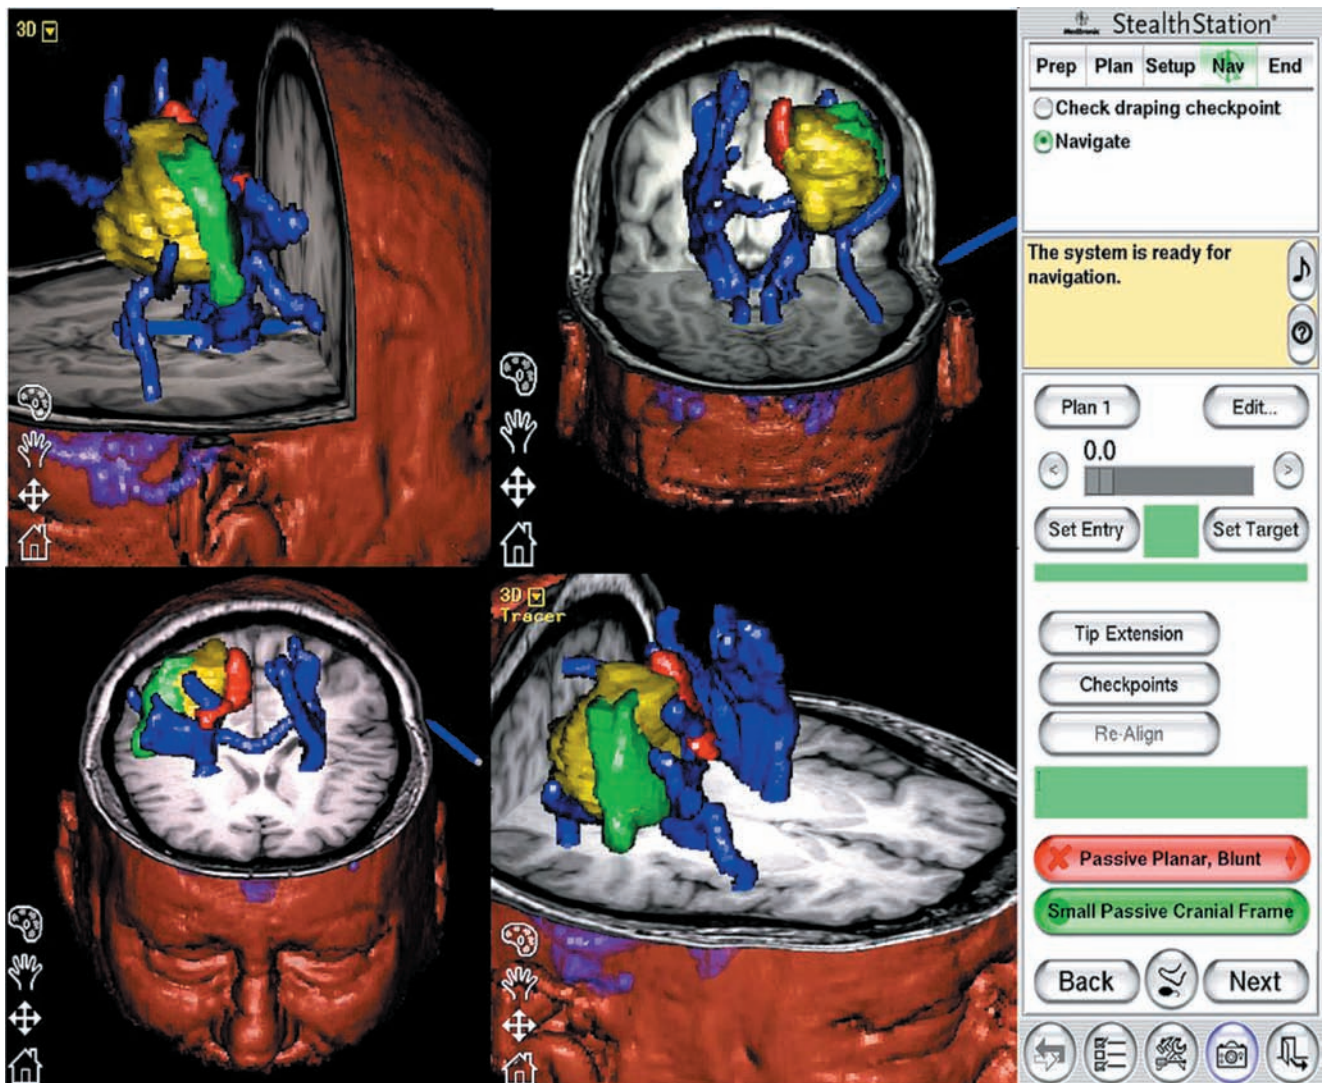 3D
3D
Tracer
Medtronic
StealthStation®
Prep Plan Setup Nav End
Check draping checkpoint
Navigate
The system is ready for
navigation.
Plan 1 Edit...
0.0
< >
Set Entry Set Target
Tip Extension
Checkpoints
Re-Align
Passive Planar, Blunt
Small Passive Cranial Frame
Back Next